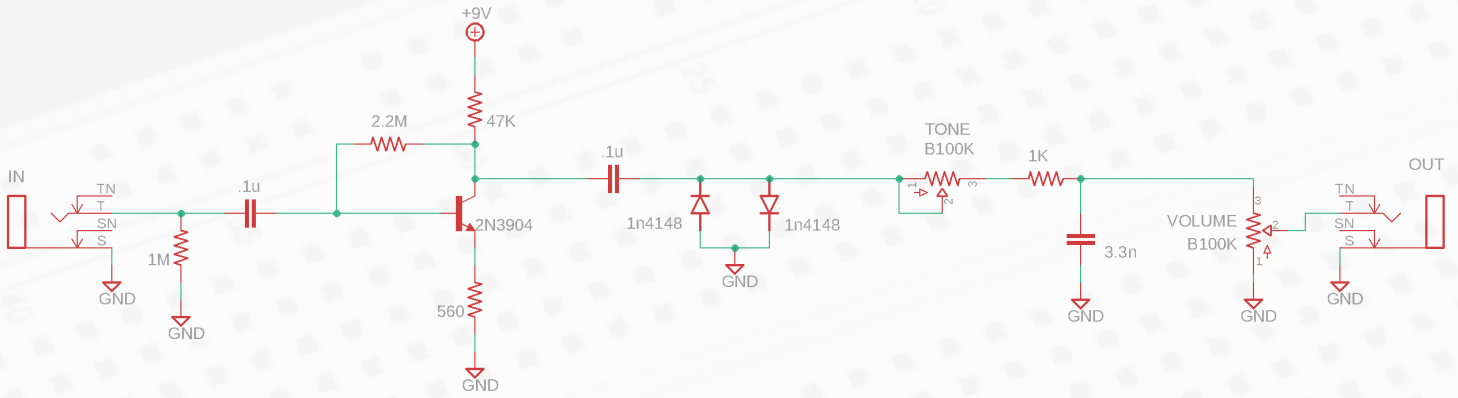 +9V
2.2M
47K
TONE
B100K
.1u
1K
IN
OUT
TN
.1u
1
3
TN
T
2
3
T
SN
2N3904
1n4148
1n4148
VOLUME
2
SN
S
B100K
S
1M
3.3n
1
GND
GND
GND
560
GND
GND
GND
GND